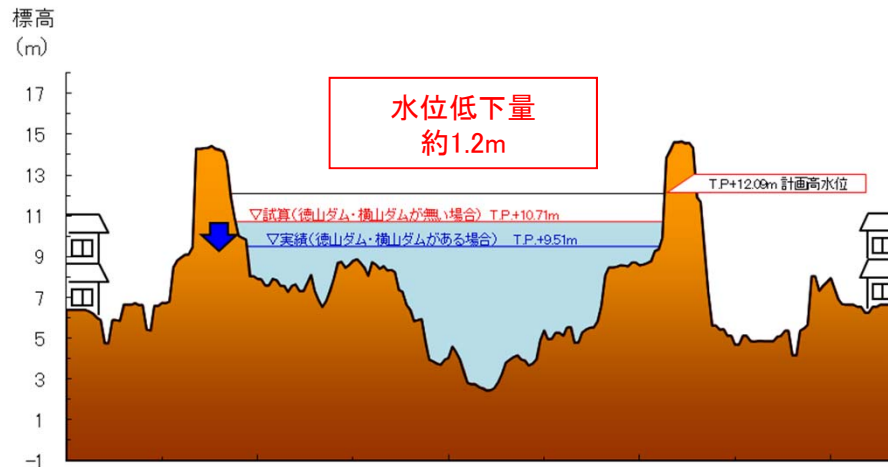 標高
(m)
水位低下量
約1.2m
17
15
13
11
9
7
5
3
1
-1
T.P+12.09m 計画高水位
▽試算(徳山ダム・横山ダムが無い場合) T.P.+10.71m
▽実績(徳山ダム・横山ダムがある場合) T.P.+9.51m